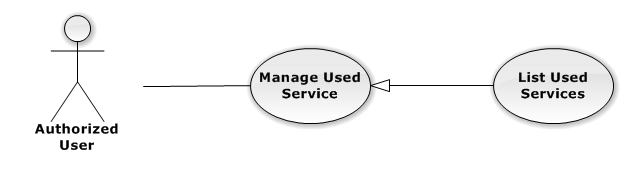 Authorized
User
Manage Used
Service
List Used
Services